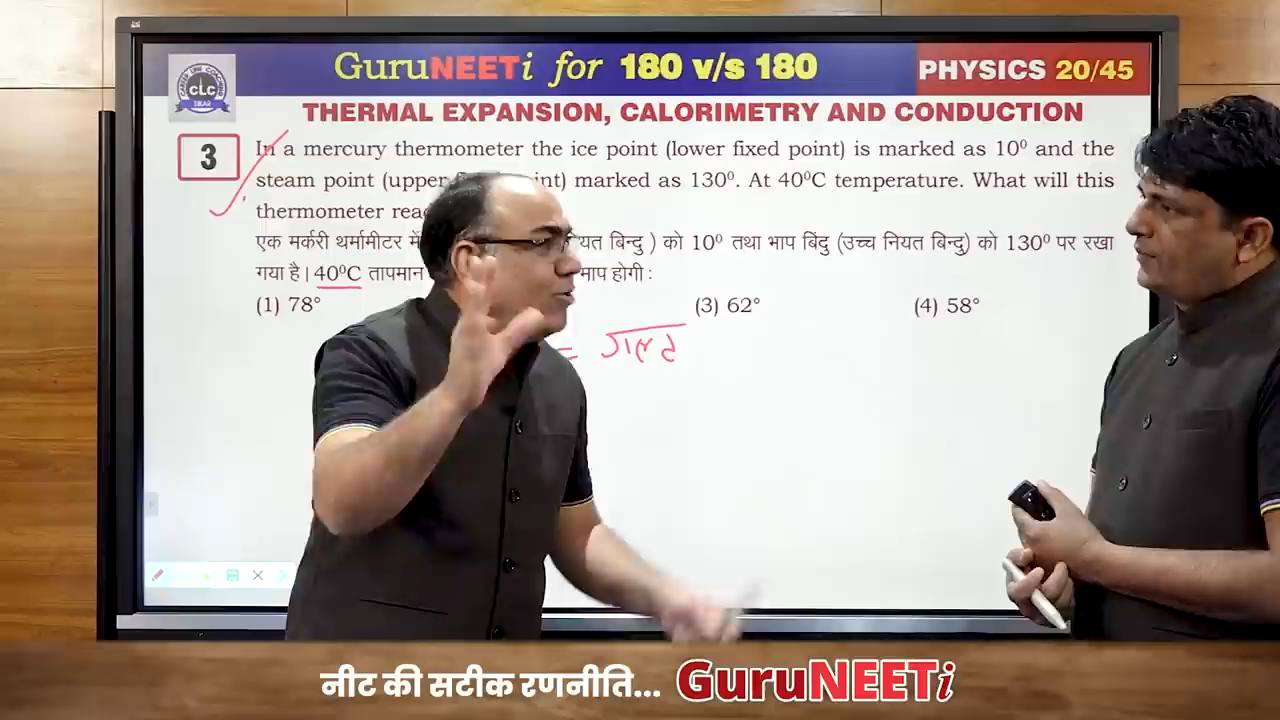 GuruNEETi for 180 v/s 180
PHYSICS 20/45
CLC
SIKAR
THERMAL EXPANSION, CALORIMETRY AND CONDUCTION
3
In a mercury thermometer the ice point (lower fixed point) is marked as 10⁰ and the
steam point (upper int) marked as 130⁰. At 40⁰C temperature. What will this
thermometer
एक मर्करी थर्मामीटर में यत बिन्दु ) को 10⁰ तथा भाप बिंदु (उच्च नियत बिन्दु) को 130⁰ पर रखा
गया है। 40⁰C तापमान माप होगी :
(1) 78°
(3) 62°
(4) 58°
= गलत
नीट की सटीक रणनीति... GuruNEETi